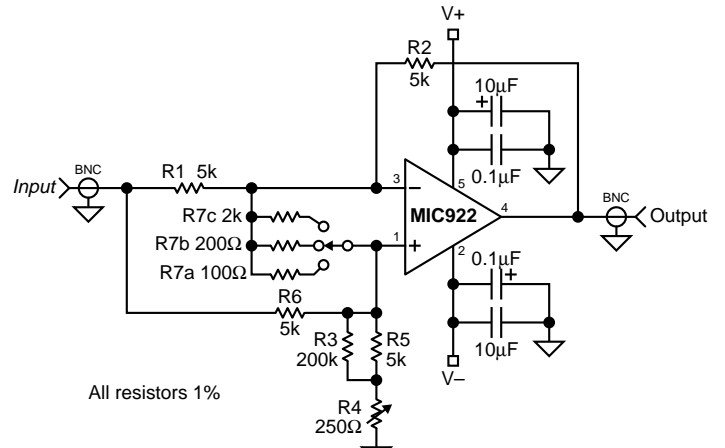 V+
R2
5k
10µF
+
0.1µF
BNC
Input
R1 5k
3
−
5
R7c 2k
MIC922
4
BNC
Output
R7b 200Ω
1
+
2
R7a 100Ω
0.1µF
+
R6
5k
R3
200k
R5
5k
10µF
V−
All resistors 1%
R4
250Ω